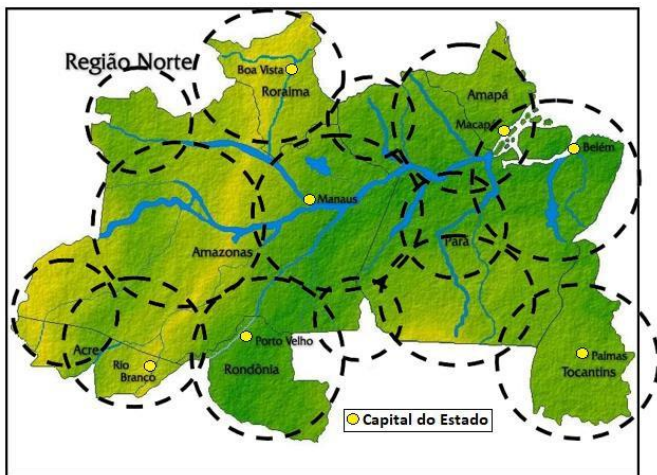 Região Norte
Boa Vista
Roraima
Amapá
Macapá
Belém
Manaus
Amazonas
Pará
Acre
Rio
Branco
Porto Velho
Rondônia
Palmas
Tocantins
Capital do Estado